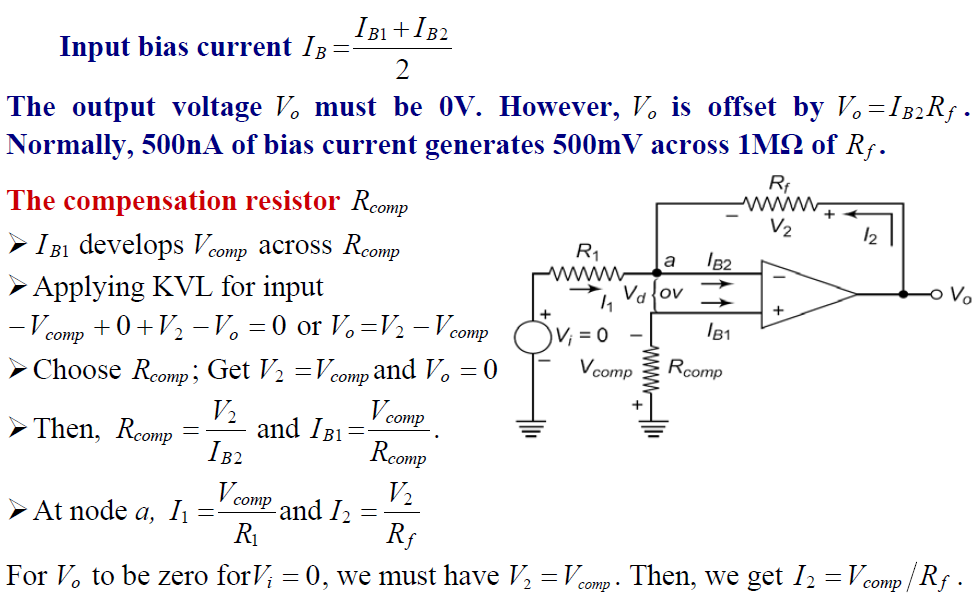 Input bias current I_B = (I_B1 + I_B2) / 2
The output voltage V_o must be 0V. However, V_o is offset by V_o = I_B2 R_f .
Normally, 500nA of bias current generates 500mV across 1MΩ of R_f .
The compensation resistor R_comp
➢ I_B1 develops V_comp across R_comp
➢ Applying KVL for input
−V_comp + 0 + V_2 − V_o = 0 or V_o = V_2 − V_comp
➢ Choose R_comp ; Get V_2 = V_comp and V_o = 0
➢ Then, R_comp = V_2 / I_B2 and I_B1 = V_comp / R_comp .
➢ At node a, I_1 = V_comp / R_1 and I_2 = V_2 / R_f
R_f
− +
V_2
I_2
R_1
a I_B2
I_1 V_d { ov
−
+
V_o
+
V_i = 0
−
− I_B1
V_comp R_comp
+
For V_o to be zero for V_i = 0, we must have V_2 = V_comp . Then, we get I_2 = V_comp / R_f .